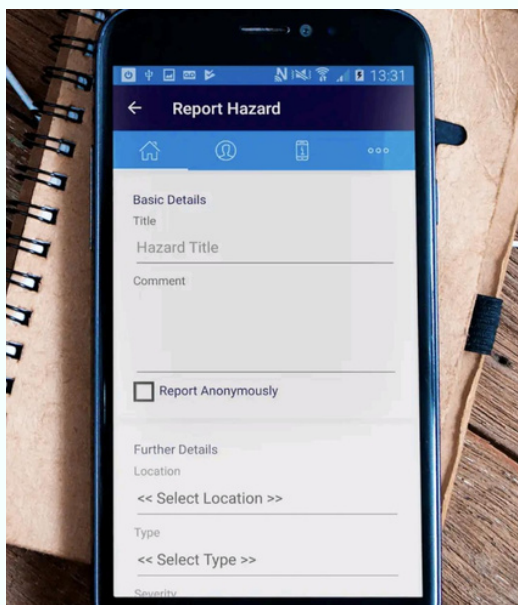 13:31
Report Hazard
Basic Details
Title
Hazard Title
Comment
Report Anonymously
Further Details
Location
<< Select Location >>
Type
<< Select Type >>
Severity